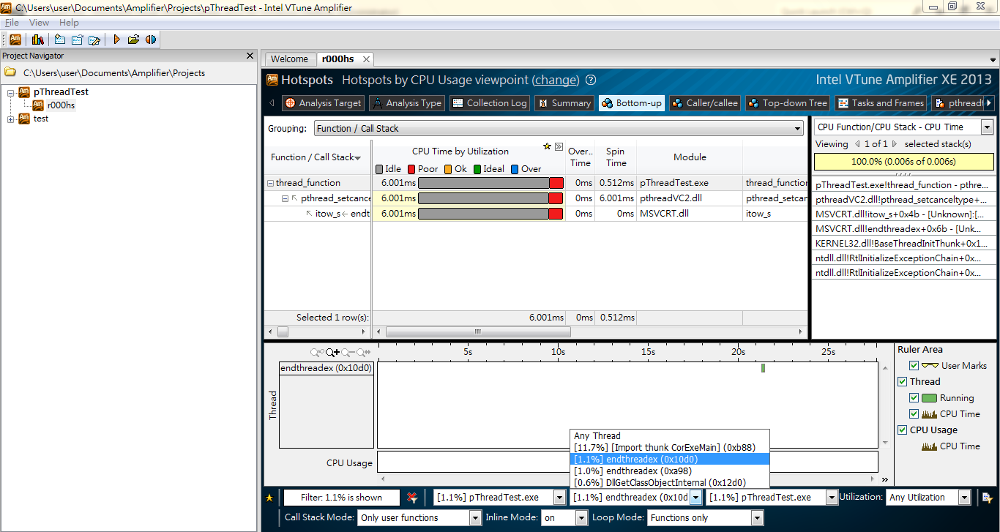 C:\Users\user\Documents\Amplifier\Projects\pThreadTest - Intel VTune Amplifier
File View Help
Project Navigator
C:\Users\user\Documents\Amplifier\Projects
pThreadTest
r000hs
test
Welcome r000hs
Hotspots Hotspots by CPU Usage viewpoint (change) ?
Intel VTune Amplifier XE 2013
Analysis Target Analysis Type Collection Log Summary Bottom-up Caller/callee Top-down Tree Tasks and Frames pthreadt
Grouping: Function / Call Stack
Function / Call Stack CPU Time by Utilization Over.. Time Spin Time Module
Idle Poor Ok Ideal Over
thread_function 6.001ms 0ms 0.512ms pThreadTest.exe thread_function
pthread_setcance 6.001ms 0ms 6.001ms pthreadVC2.dll pthread_setcan
itow_s← endt 6.001ms 0ms 0ms MSVCRT.dll itow_s
Selected 1 row(s): 6.001ms 0ms 0.512ms
CPU Function/CPU Stack - CPU Time
Viewing 1 of 1 selected stack(s)
100.0% (0.006s of 0.006s)
pThreadTest.exe!thread_function - pthre...
pthreadVC2.dll!pthread_setcanceltype+...
MSVCRT.dll!itow_s+0x4b - [Unknown]:[...
MSVCRT.dll!endthreadex+0x6b - [Unk...
KERNEL32.dll!BaseThreadInitThunk+0x1...
ntdll.dll!RtlInitializeExceptionChain+0x...
ntdll.dll!RtlInitializeExceptionChain+0x...
5s 10s 15s 20s 25s
endthreadex (0x10d0)
Thread
CPU Usage
Ruler Area
User Marks
Thread
Running
CPU Time
CPU Usage
CPU Time
Any Thread
[11.7%] [Import thunk CorExeMain] (0xb88)
[1.1%] endthreadex (0x10d0)
[1.0%] endthreadex (0xa98)
[0.6%] DllGetClassObjectInternal (0x12d0)
Filter: 1.1% is shown [1.1%] pThreadTest.exe [1.1%] endthreadex (0x10d [1.1%] pThreadTest.exe Utilization: Any Utilization
Call Stack Mode: Only user functions Inline Mode: on Loop Mode: Functions only